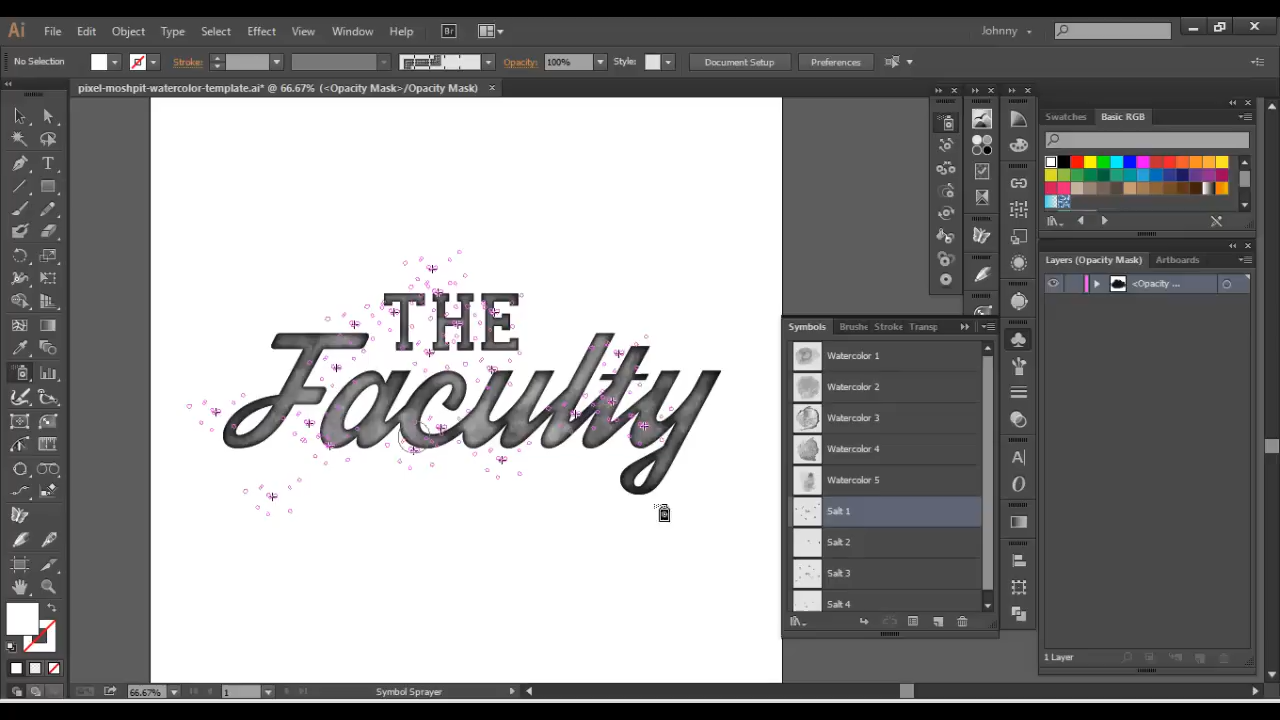 Ai File Edit Object Type Select Effect View Window Help Br Johnny
No Selection Stroke: Opacity: 100% Style: Document Setup Preferences
pixel-moshpit-watercolor-template.ai* @ 66.67% (<Opacity Mask>/Opacity Mask)
Swatches Basic RGB
Layers (Opacity Mask) Artboards
<Opacity ...
THE
Faculty
Symbols Brushe Stroke Transp
Watercolor 1
Watercolor 2
Watercolor 3
Watercolor 4
Watercolor 5
Salt 1
Salt 2
Salt 3
Salt 4
1 Layer
66.67% 1 Symbol Sprayer